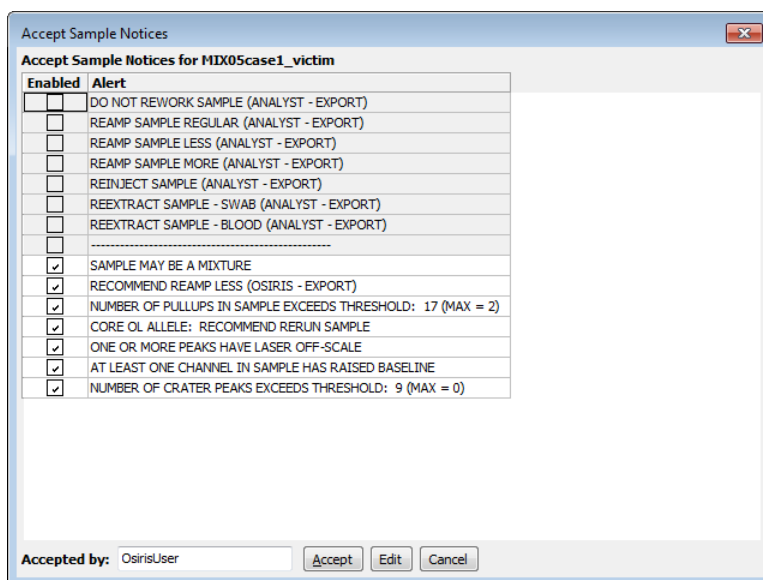 Accept Sample Notices
Accept Sample Notices for MIX05case1_victim
Enabled Alert
DO NOT REWORK SAMPLE (ANALYST - EXPORT)
REAMP SAMPLE REGULAR (ANALYST - EXPORT)
REAMP SAMPLE LESS (ANALYST - EXPORT)
REAMP SAMPLE MORE (ANALYST - EXPORT)
REINJECT SAMPLE (ANALYST - EXPORT)
REEXTRACT SAMPLE - SWAB (ANALYST - EXPORT)
REEXTRACT SAMPLE - BLOOD (ANALYST - EXPORT)
--------------------------------------------------
SAMPLE MAY BE A MIXTURE
RECOMMEND REAMP LESS (OSIRIS - EXPORT)
NUMBER OF PULLUPS IN SAMPLE EXCEEDS THRESHOLD: 17 (MAX = 2)
CORE OL ALLELE: RECOMMEND RERUN SAMPLE
ONE OR MORE PEAKS HAVE LASER OFF-SCALE
AT LEAST ONE CHANNEL IN SAMPLE HAS RAISED BASELINE
NUMBER OF CRATER PEAKS EXCEEDS THRESHOLD: 9 (MAX = 0)
Accepted by: OsirisUser Accept Edit Cancel